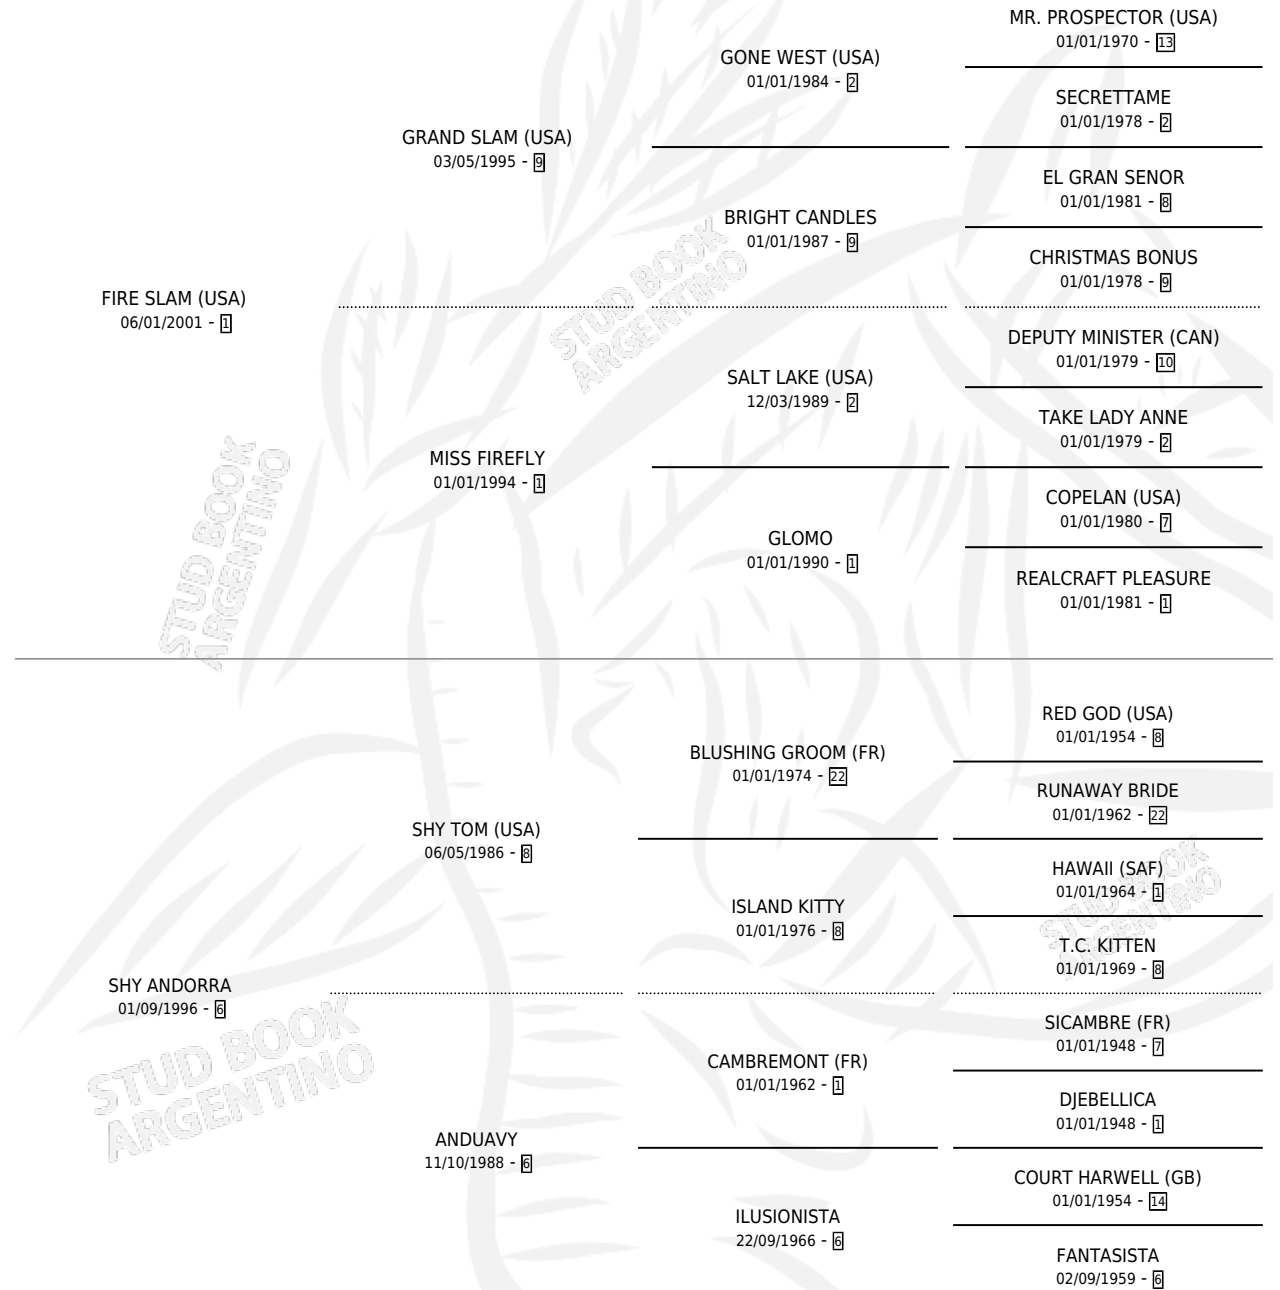 MR. PROSPECTOR (USA)
01/01/1970 - 13
GONE WEST (USA)
01/01/1984 - 2
SECRETTAME
01/01/1978 - 2
GRAND SLAM (USA)
03/05/1995 - 9
EL GRAN SENOR
01/01/1981 - 8
BRIGHT CANDLES
01/01/1987 - 9
CHRISTMAS BONUS
01/01/1978 - 9
FIRE SLAM (USA)
06/01/2001 - 1
STUD BOOK
ARGENTINO
DEPUTY MINISTER (CAN)
01/01/1979 - 10
SALT LAKE (USA)
12/03/1989 - 2
TAKE LADY ANNE
01/01/1979 - 2
MISS FIREFLY
01/01/1994 - 1
COPELAN (USA)
01/01/1980 - 7
GLOMO
01/01/1990 - 1
REALCRAFT PLEASURE
01/01/1981 - 1
STUD BOOK
ARGENTINO
RED GOD (USA)
01/01/1954 - 8
BLUSHING GROOM (FR)
01/01/1974 - 22
RUNAWAY BRIDE
01/01/1962 - 22
SHY TOM (USA)
06/05/1986 - 8
HAWAII (SAF)
01/01/1964 - 1
ISLAND KITTY
01/01/1976 - 8
STUD BOOK
ARGENTINO
T.C. KITTEN
01/01/1969 - 8
SHY ANDORRA
01/09/1996 - 6
SICAMBRE (FR)
01/01/1948 - 7
CAMBREMONT (FR)
01/01/1962 - 1
STUD BOOK
ARGENTINO
DJEBELLICA
01/01/1948 - 1
ANDUAVY
11/10/1988 - 6
COURT HARWELL (GB)
01/01/1954 - 14
ILUSIONISTA
22/09/1966 - 6
FANTASISTA
02/09/1959 - 6